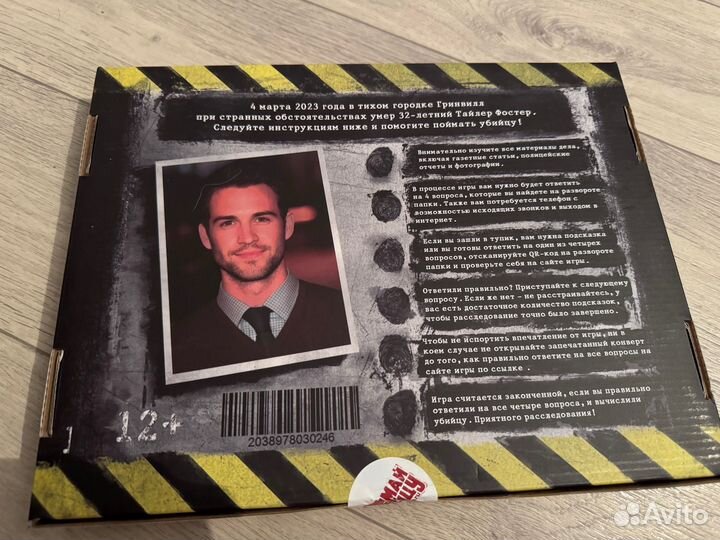 4 марта 2023 года в тихом городке Гринвилл
при странных обстоятельствах умер 32-летний Тайлер Фостер.
Следуйте инструкциям ниже и помогите поймать убийцу!
Внимательно изучите все материалы дела,
включая газетные статьи, полицейские
отчеты и фотографии.
В процессе игры вам нужно будет ответить
на 4 вопроса, которые вы найдете на развороте
папки. Также вам потребуется телефон с
возможностью исходящих звонков и выходом в
интернет.
Если вы зашли в тупик, вам нужна подсказка
или вы готовы ответить на один из четырех
вопросов, отсканируйте QR-код на развороте
папки и проверьте себя на сайте игры.
Ответили правильно? Приступайте к следующему
вопросу. Если же нет – не расстраивайтесь, у
вас есть достаточное количество подсказок,
чтобы расследование точно было завершено.
Чтобы не испортить впечатление от игры, ни в
коем случае не открывайте запечатанный конверт
до того, как правильно ответите на все вопросы на
сайте игры по ссылке .
Игра считается законченной, если вы правильно
ответили на все четыре вопроса, и вычислили
убийцу. Приятного расследования!
12+
2038978030246
Avito